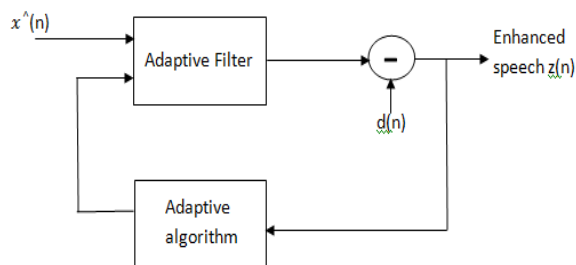 x^(n)
Adaptive Filter
-
Enhanced
speech z(n)
d(n)
Adaptive
algorithm